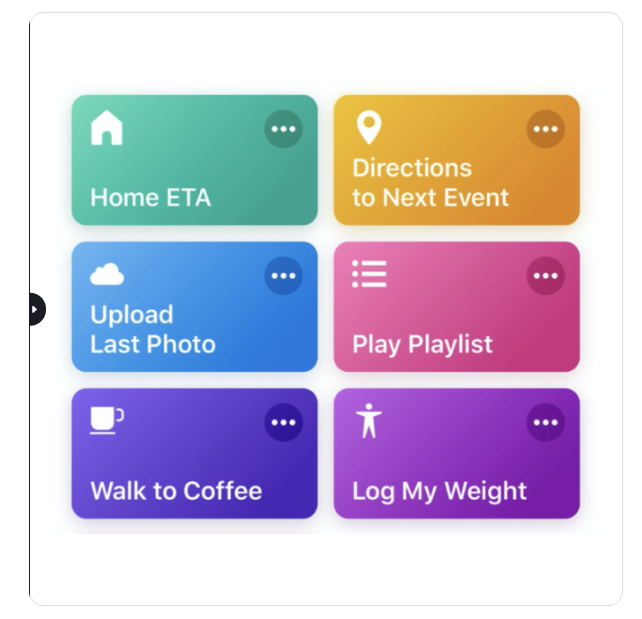 Home ETA
Directions
to Next Event
Upload
Last Photo
Play Playlist
Walk to Coffee
Log My Weight